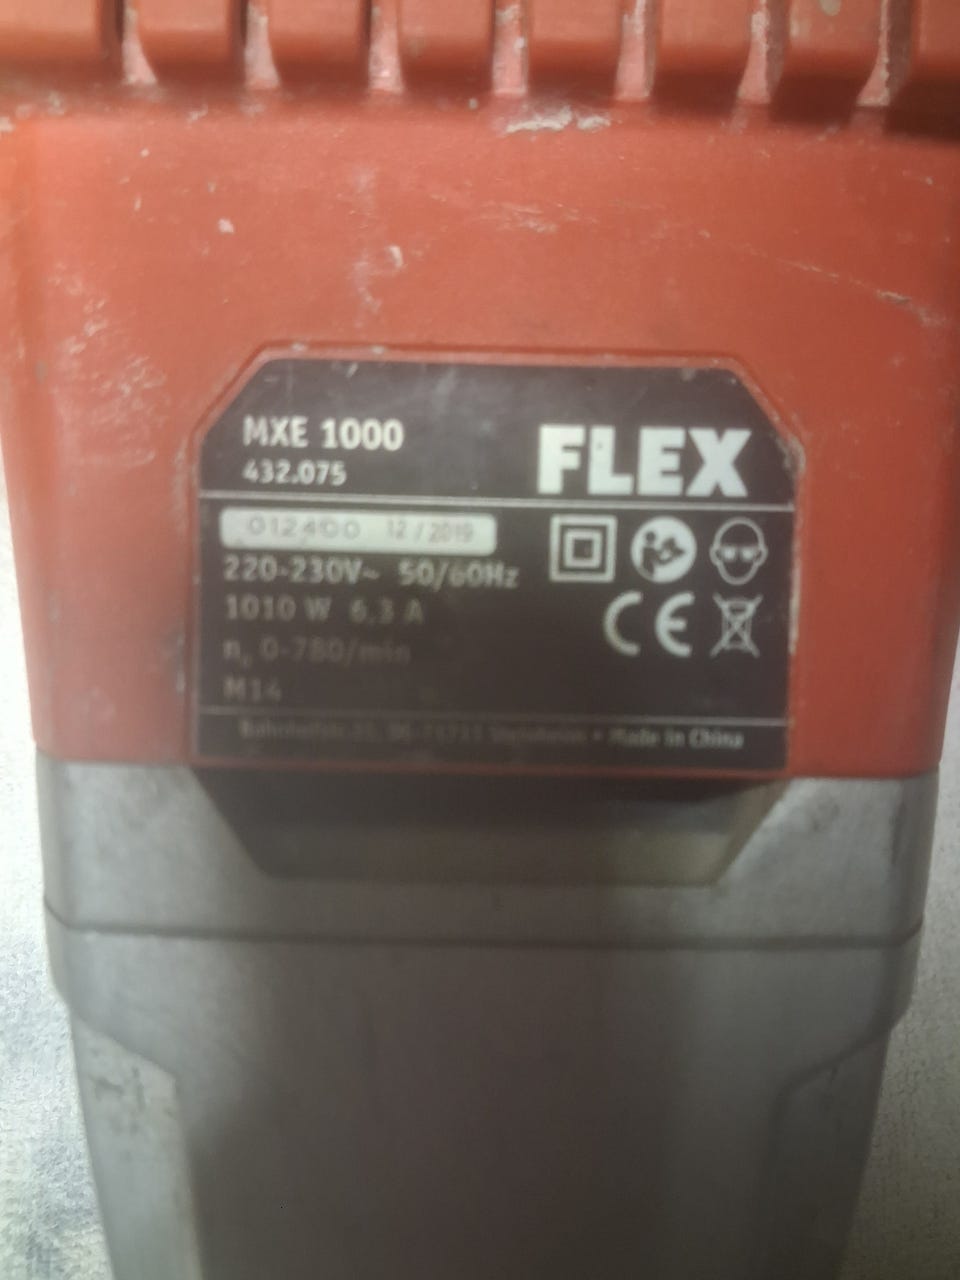 MXE 1000
FLEX
432.075
012400 12/2019
220-230V~ 50/60Hz
1010 W 6.3 A
n, 0-780/min
M14
Made in China